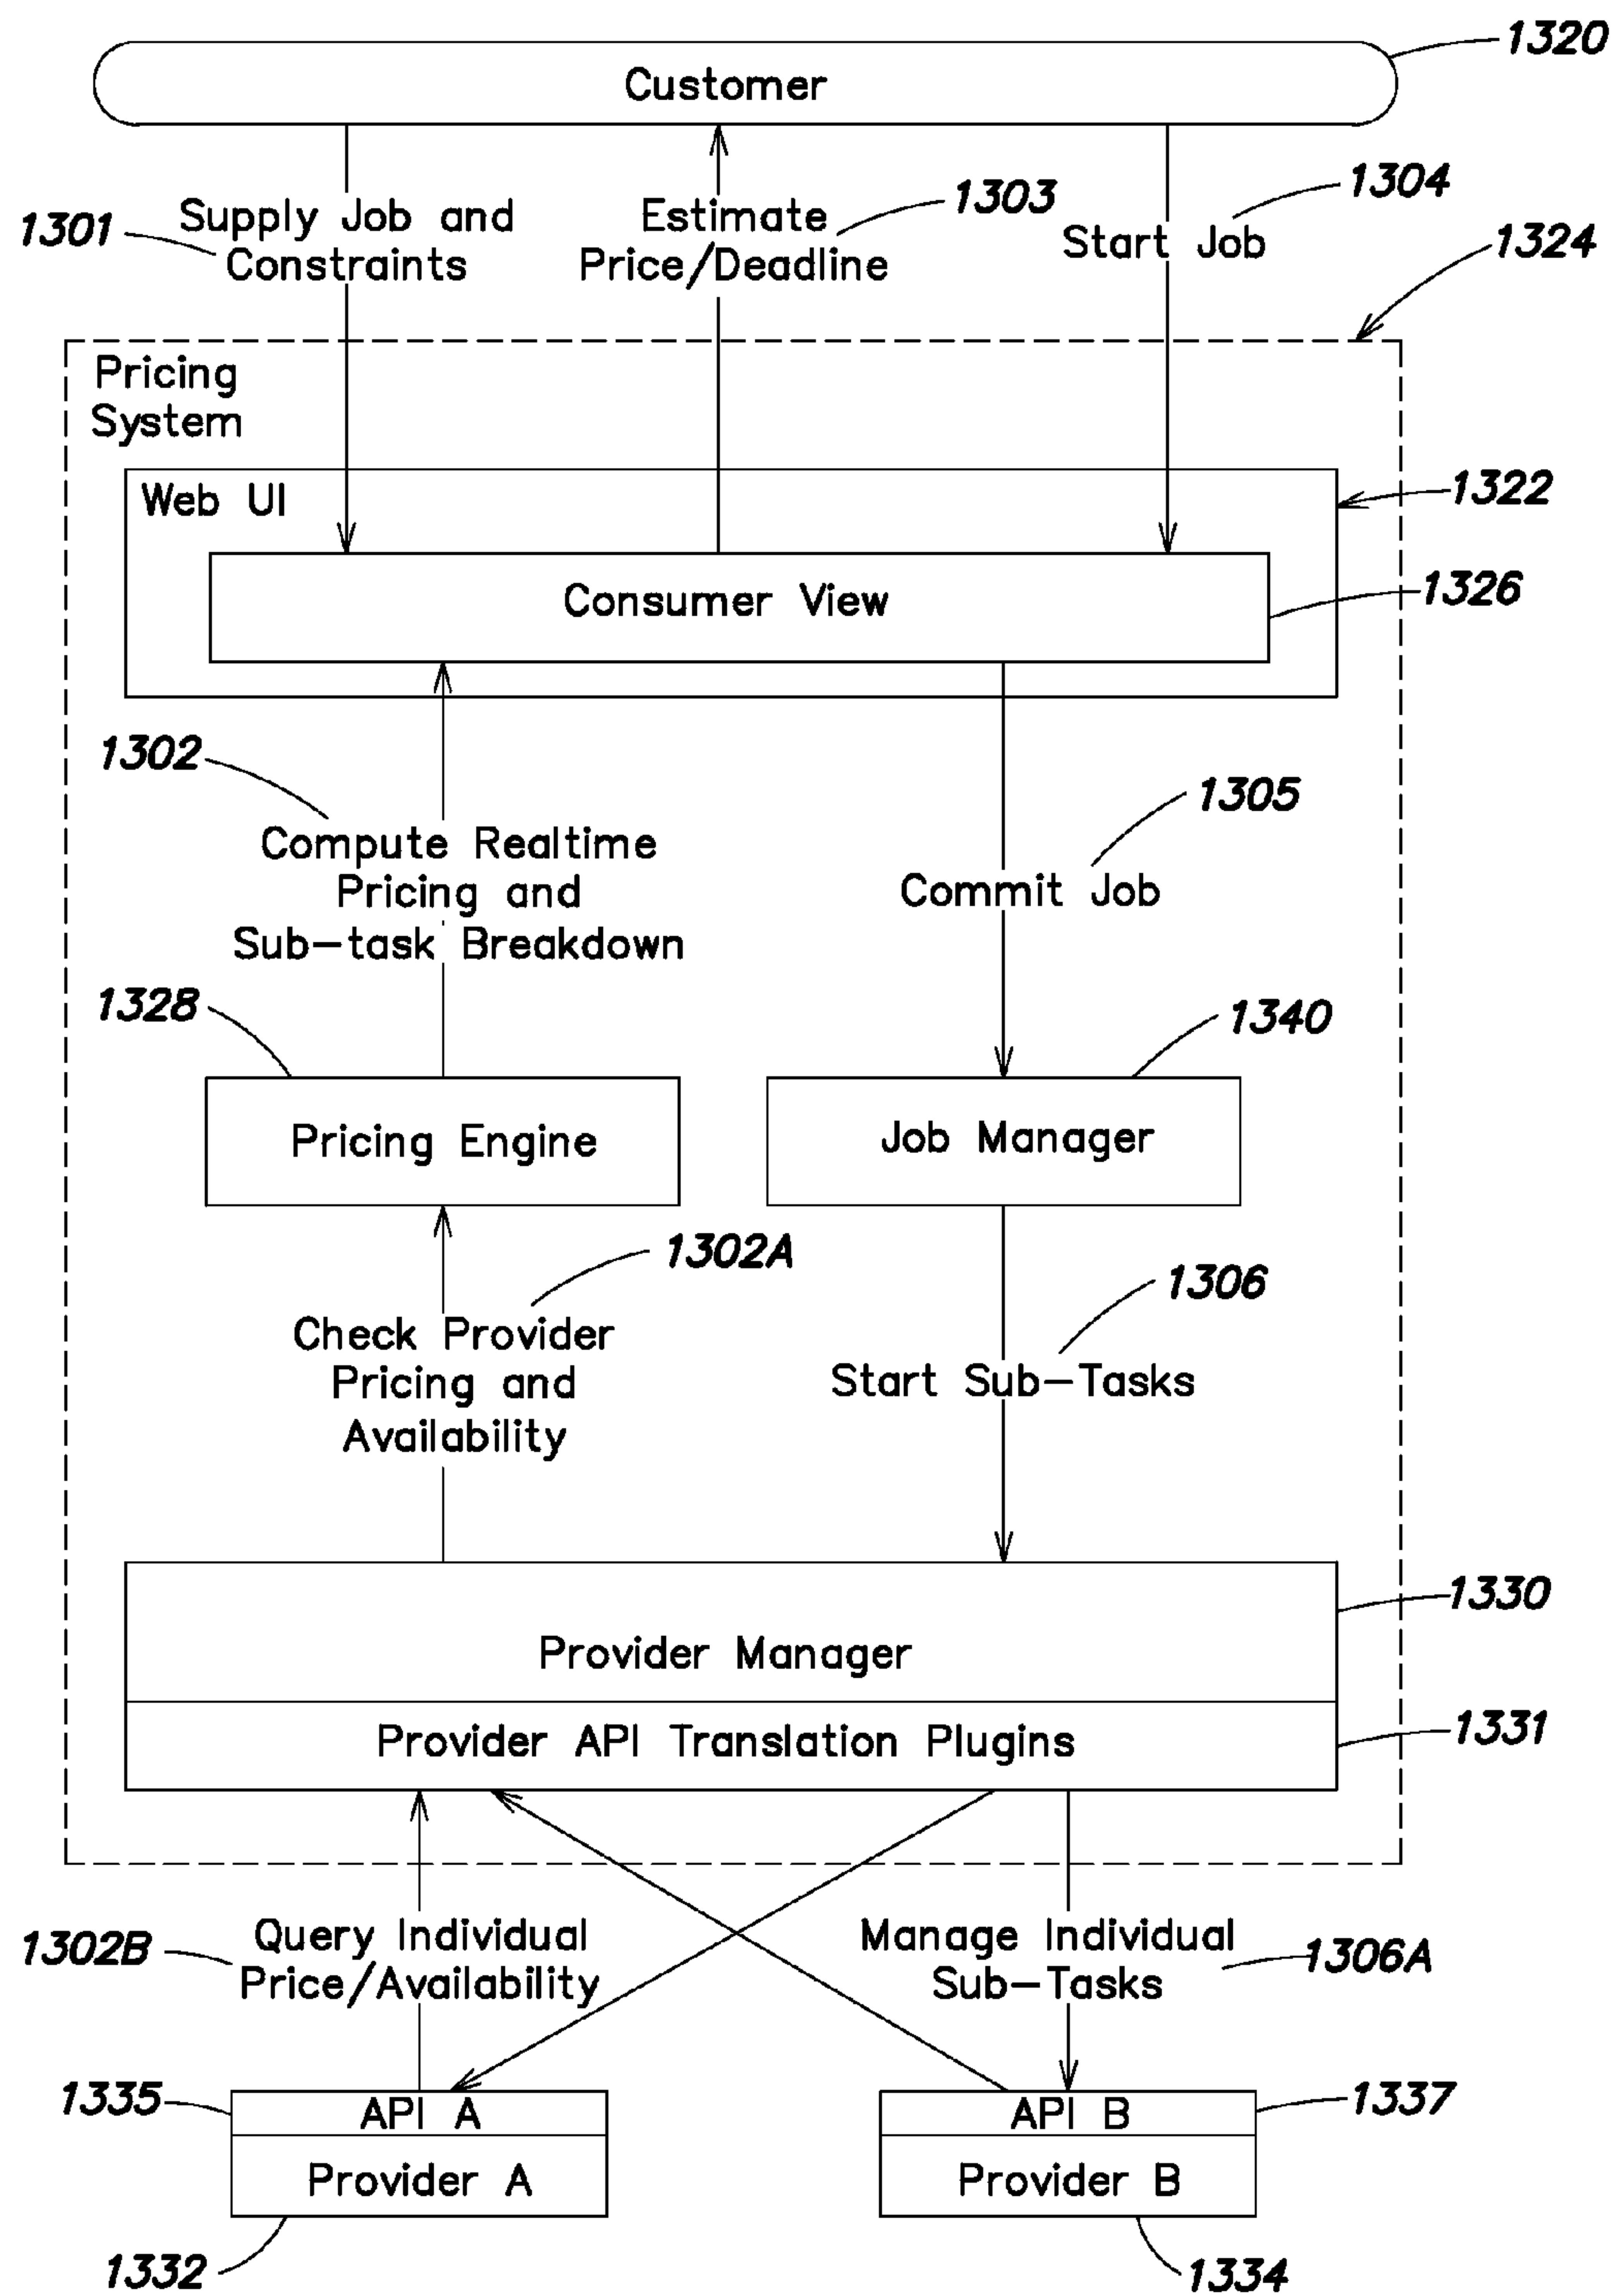 1320
Customer
1301
Supply Job and
Constraints
Estimate
Price/Deadline
1303
Start Job
1304
1324
Pricing
System
Web UI
1322
Consumer View
1326
1302
Compute Realtime
Pricing and
Sub-task Breakdown
1305
Commit Job
1328
1340
Pricing Engine
Job Manager
1302A
Check Provider
Pricing and
Availability
1306
Start Sub-Tasks
1330
Provider Manager
Provider API Translation Plugins
1331
1302B
Query Individual
Price/Availability
Manage Individual
Sub-Tasks
1306A
1335
API A
Provider A
1332
API B
1337
Provider B
1334